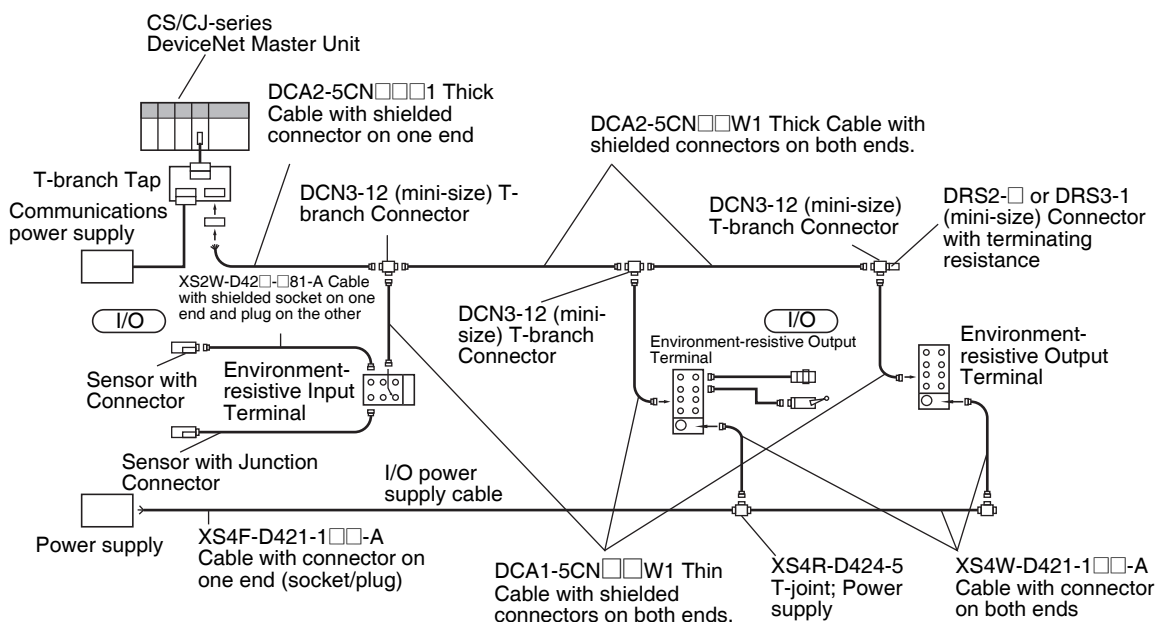 CS/CJ-series
DeviceNet Master Unit
DCA2-5CN□□□1 Thick
Cable with shielded
connector on one end
DCA2-5CN□□W1 Thick Cable with
shielded connectors on both ends.
T-branch Tap
Communications
power supply
DCN3-12 (mini-size) T-
branch Connector
DCN3-12 (mini-size)
T-branch Connector
DRS2-□ or DRS3-1
(mini-size) Connector
with terminating
resistance
XS2W-D42□-□81-A Cable
with shielded socket on one
end and plug on the other
I/O
DCN3-12 (mini-
size) T-branch
Connector
I/O
Environment-resistive Output
Terminal
Environment-
resistive Output
Terminal
Sensor with
Connector
Environment-
resistive Input
Terminal
Sensor with Junction
Connector
I/O power
supply cable
Power supply
XS4F-D421-1□□-A
Cable with connector on
one end (socket/plug)
DCA1-5CN□□W1 Thin
Cable with shielded
connectors on both ends.
XS4R-D424-5
T-joint; Power
supply
XS4W-D421-1□□-A
Cable with connector
on both ends